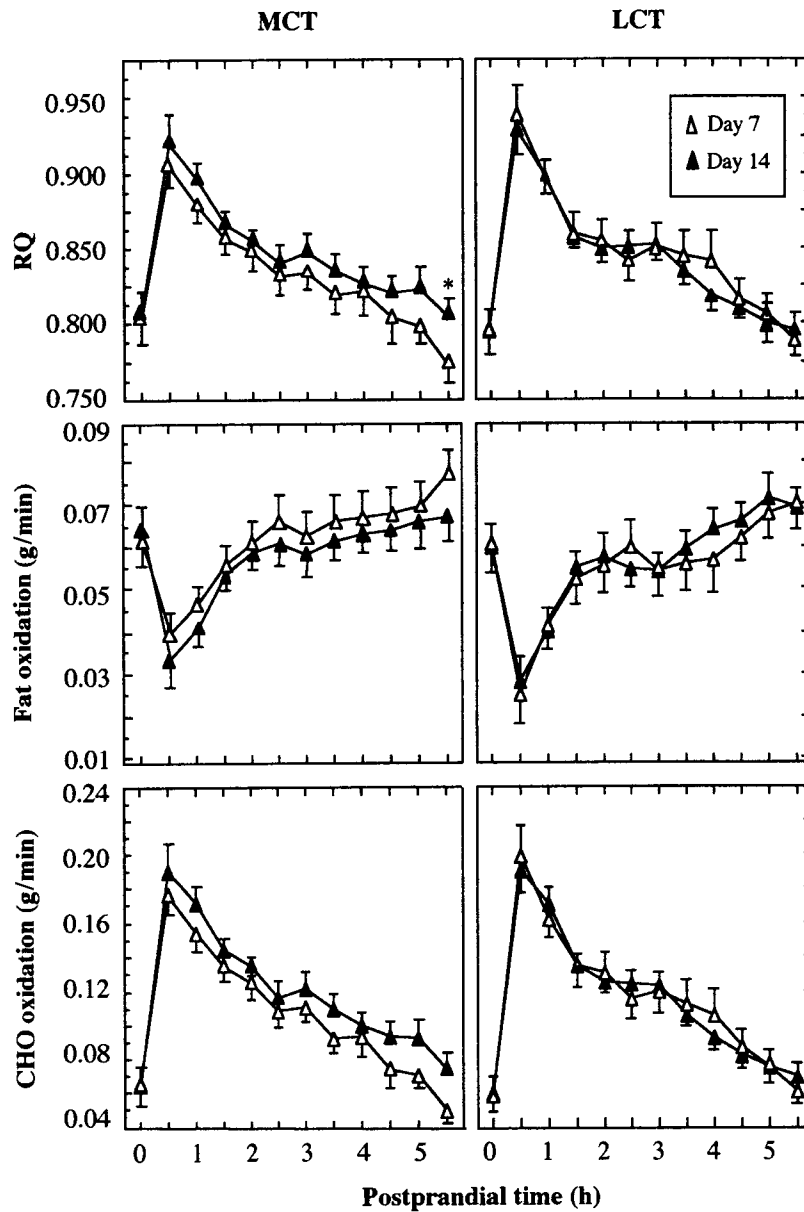 MCT
LCT
RQ
0.950
0.900
0.850
0.800
0.750
*
Day 7
Day 14
Fat oxidation (g/min)
0.09
0.07
0.05
0.03
0.01
CHO oxidation (g/min)
0.24
0.20
0.16
0.12
0.08
0.04
0 1 2 3 4 5
0 1 2 3 4 5
Postprandial time (h)